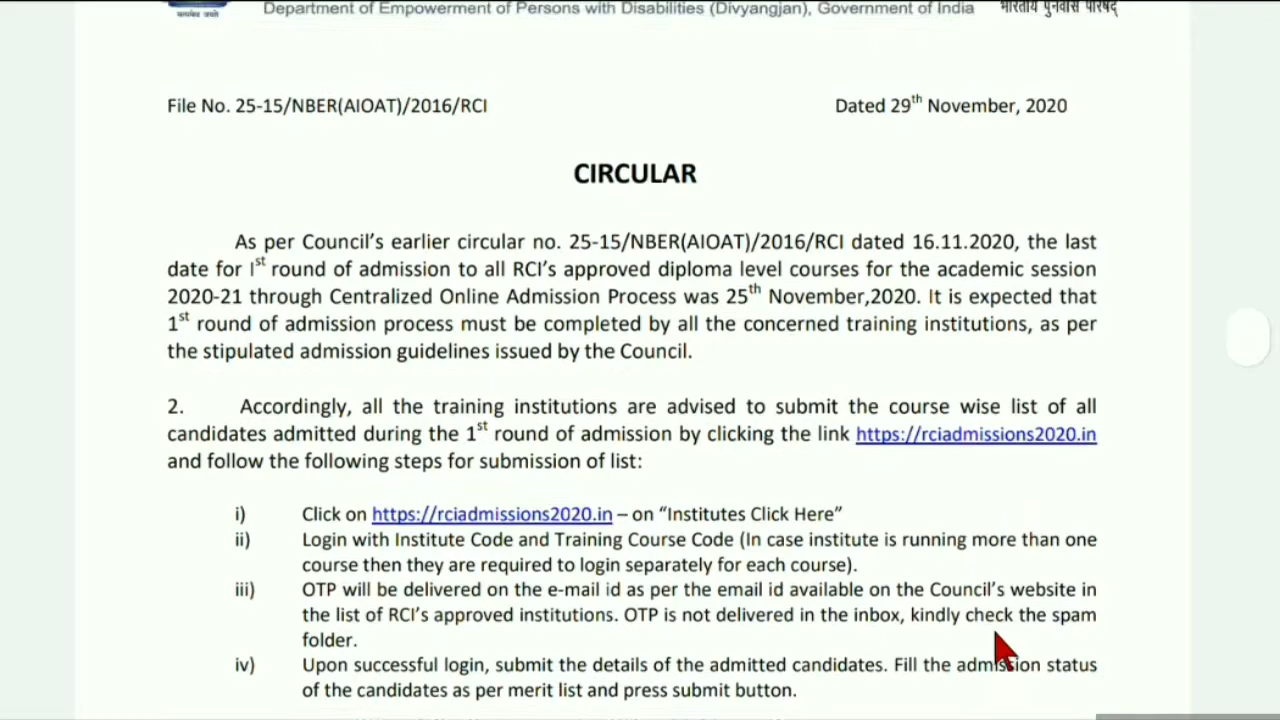 सत्यमेव जयते
Department of Empowerment of Persons with Disabilities (Divyangjan), Government of India भारतीय पुनर्वास परिषद्
File No. 25-15/NBER(AIOAT)/2016/RCI Dated 29th November, 2020
CIRCULAR
As per Council's earlier circular no. 25-15/NBER(AIOAT)/2016/RCI dated 16.11.2020, the last
date for Ist round of admission to all RCI's approved diploma level courses for the academic session
2020-21 through Centralized Online Admission Process was 25th November,2020. It is expected that
1st round of admission process must be completed by all the concerned training institutions, as per
the stipulated admission guidelines issued by the Council.
2. Accordingly, all the training institutions are advised to submit the course wise list of all
candidates admitted during the 1st round of admission by clicking the link https://rciadmissions2020.in
and follow the following steps for submission of list:
i) Click on https://rciadmissions2020.in – on “Institutes Click Here”
ii) Login with Institute Code and Training Course Code (In case institute is running more than one
course then they are required to login separately for each course).
iii) OTP will be delivered on the e-mail id as per the email id available on the Council's website in
the list of RCI's approved institutions. OTP is not delivered in the inbox, kindly check the spam
folder.
iv) Upon successful login, submit the details of the admitted candidates. Fill the admission status
of the candidates as per merit list and press submit button.